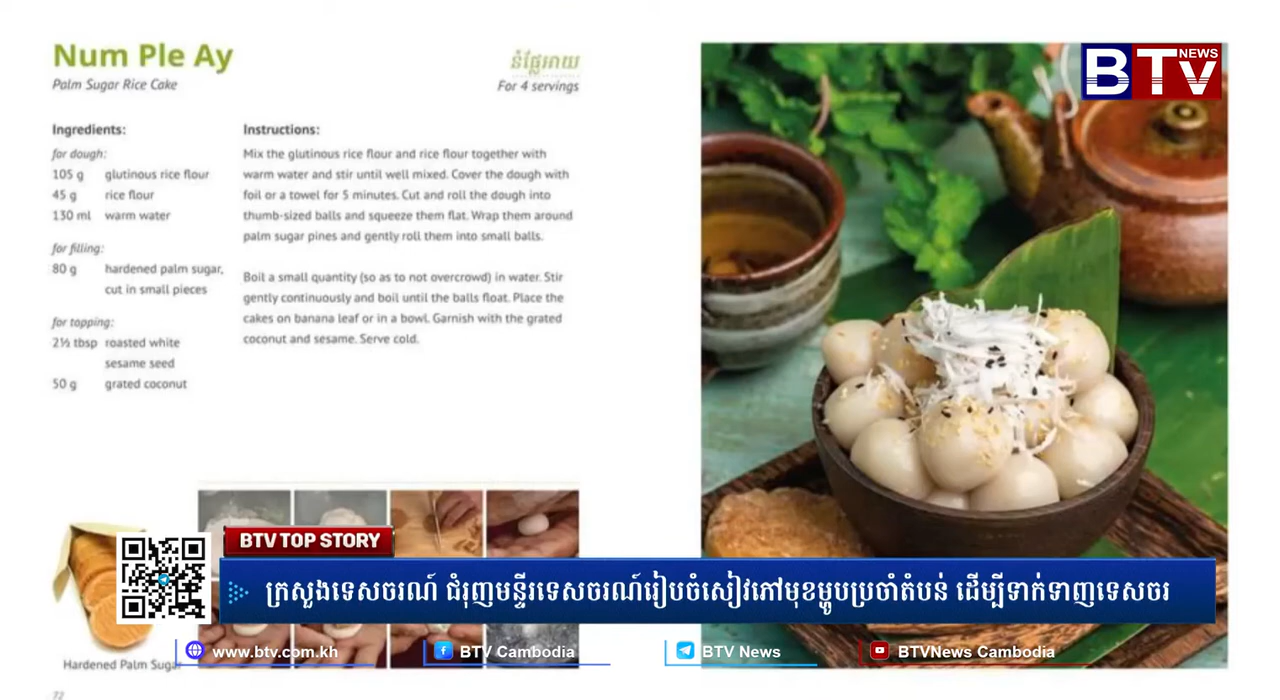 Num Ple Ay
Palm Sugar Rice Cake
នំផ្លែអាយ
For 4 servings
Ingredients:
for dough:
105 g glutinous rice flour
45 g rice flour
130 ml warm water
for filling:
80 g hardened palm sugar,
cut in small pieces
for topping:
2½ tbsp roasted white
sesame seed
50 g grated coconut
Instructions:
Mix the glutinous rice flour and rice flour together with
warm water and stir until well mixed. Cover the dough with
foil or a towel for 5 minutes. Cut and roll the dough into
thumb-sized balls and squeeze them flat. Wrap them around
palm sugar pines and gently roll them into small balls.
Boil a small quantity (so as to not overcrowd) in water. Stir
gently continuously and boil until the balls float. Place the
cakes on banana leaf or in a bowl. Garnish with the grated
coconut and sesame. Serve cold.
BTV NEWS
BTV TOP STORY
ក្រសួងទេសចរណ៍ ជំរុញមន្ទីរទេសចរណ៍រៀបចំសៀវភៅមុខម្ហូបប្រចាំតំបន់ ដើម្បីទាក់ទាញទេសចរ
www.btv.com.kh
BTV Cambodia
BTV News
BTVNews Cambodia
Hardened Palm Sugar
72